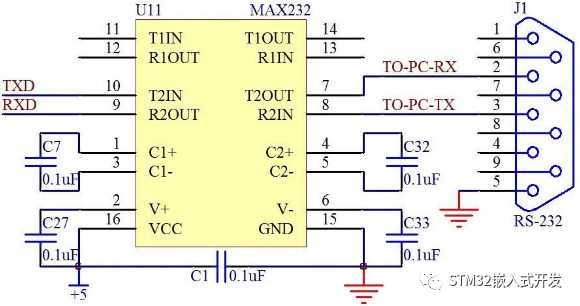 U11 MAX232 J1
11 T1IN T1OUT 14 1
12 R1OUT R1IN 13 6
TO-PC-RX 2
TXD 10 T2IN T2OUT 7 7
TO-PC-TX 3
RXD 9 R2OUT R2IN 8 8
C7 1 C1+ C2+ 4 C32 4
3 C1- C2- 5 9
0.1uF 0.1uF 5
2 V+ V- 6
C27 16 VCC GND 15 C33 RS-232
0.1uF 0.1uF
C1 0.1uF
+5
STM32嵌入式开发